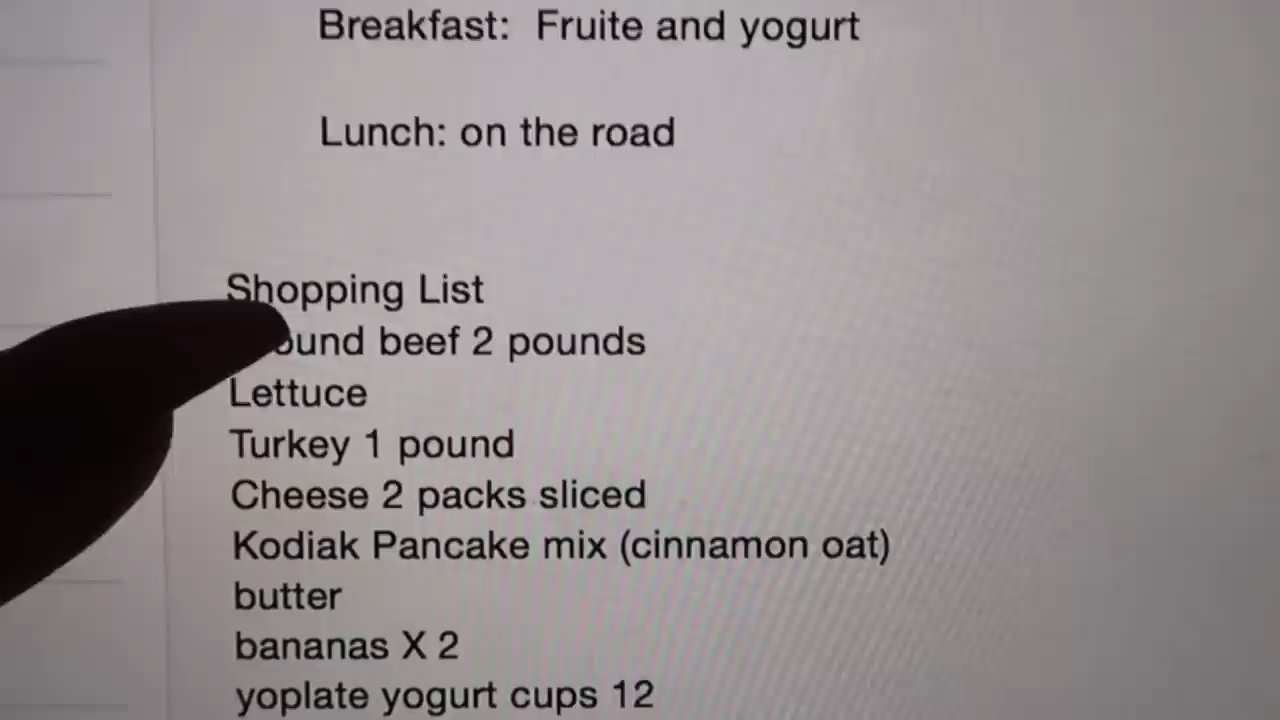 Breakfast: Fruite and yogurt
Lunch: on the road
Shopping List
beef 2 pounds
Lettuce
Turkey 1 pound
Cheese 2 packs sliced
Kodiak Pancake mix (cinnamon oat)
butter
bananas X 2
yoplate yogurt cups 12